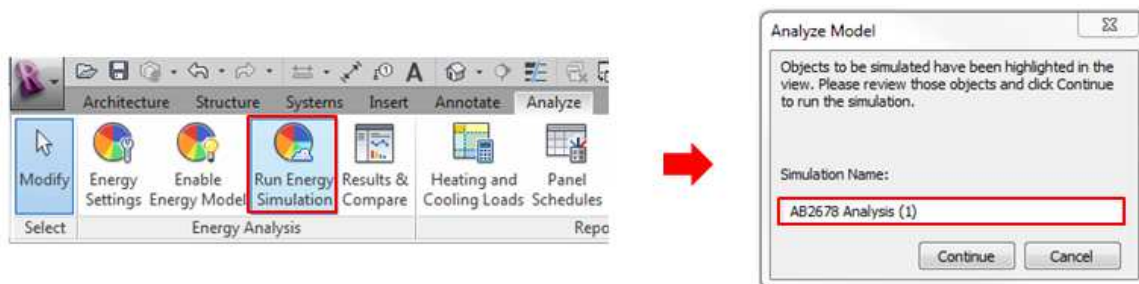 Architecture Structure Systems Insert Annotate Analyze
Modify
Energy Settings
Enable Energy Model
Run Energy Simulation
Results & Compare
Heating and Cooling Loads
Panel Schedules
Select
Energy Analysis
Repo
Analyze Model
Objects to be simulated have been highlighted in the
view. Please review those objects and click Continue
to run the simulation.
Simulation Name:
AB2678 Analysis (1)
Continue Cancel